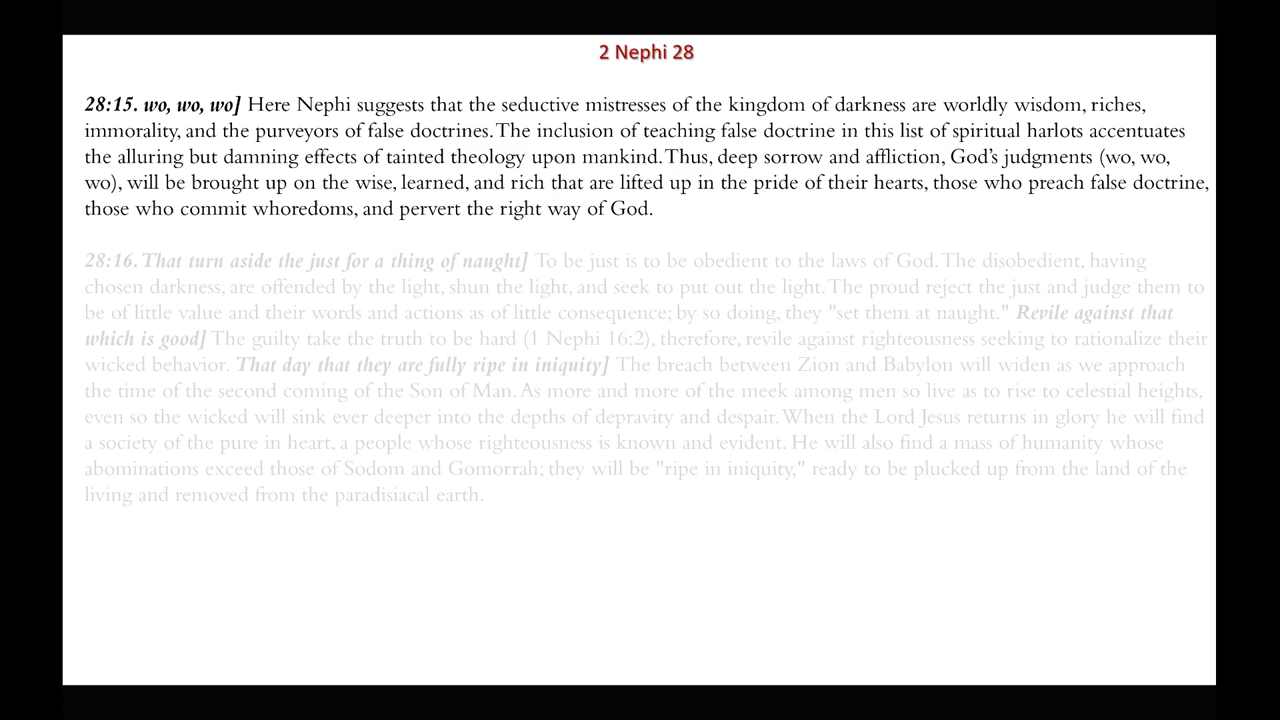 2 Nephi 28
28:15. wo, wo, wo] Here Nephi suggests that the seductive mistresses of the kingdom of darkness are worldly wisdom, riches,
immorality, and the purveyors of false doctrines. The inclusion of teaching false doctrine in this list of spiritual harlots accentuates
the alluring but damning effects of tainted theology upon mankind. Thus, deep sorrow and affliction, God's judgments (wo, wo,
wo), will be brought up on the wise, learned, and rich that are lifted up in the pride of their hearts, those who preach false doctrine,
those who commit whoredoms, and pervert the right way of God.
28:16. That turn aside the just for a thing of naught] To be just is to be obedient to the laws of God. The disobedient, having
chosen darkness, are offended by the light, shun the light, and seek to put out the light. The proud reject the just and judge them to
be of little value and their words and actions as of little consequence; by so doing, they "set them at naught." Revile against that
which is good] The guilty take the truth to be hard (1 Nephi 16:2), therefore, revile against righteousness seeking to rationalize their
wicked behavior. That day that they are fully ripe in iniquity] The breach between Zion and Babylon will widen as we approach
the time of the second coming of the Son of Man. As more and more of the meek among men so live as to rise to celestial heights,
even so the wicked will sink ever deeper into the depths of depravity and despair. When the Lord Jesus returns in glory he will find
a society of the pure in heart, a people whose righteousness is known and evident. He will also find a mass of humanity whose
abominations exceed those of Sodom and Gomorrah; they will be "ripe in iniquity," ready to be plucked up from the land of the
living and removed from the paradisiacal earth.